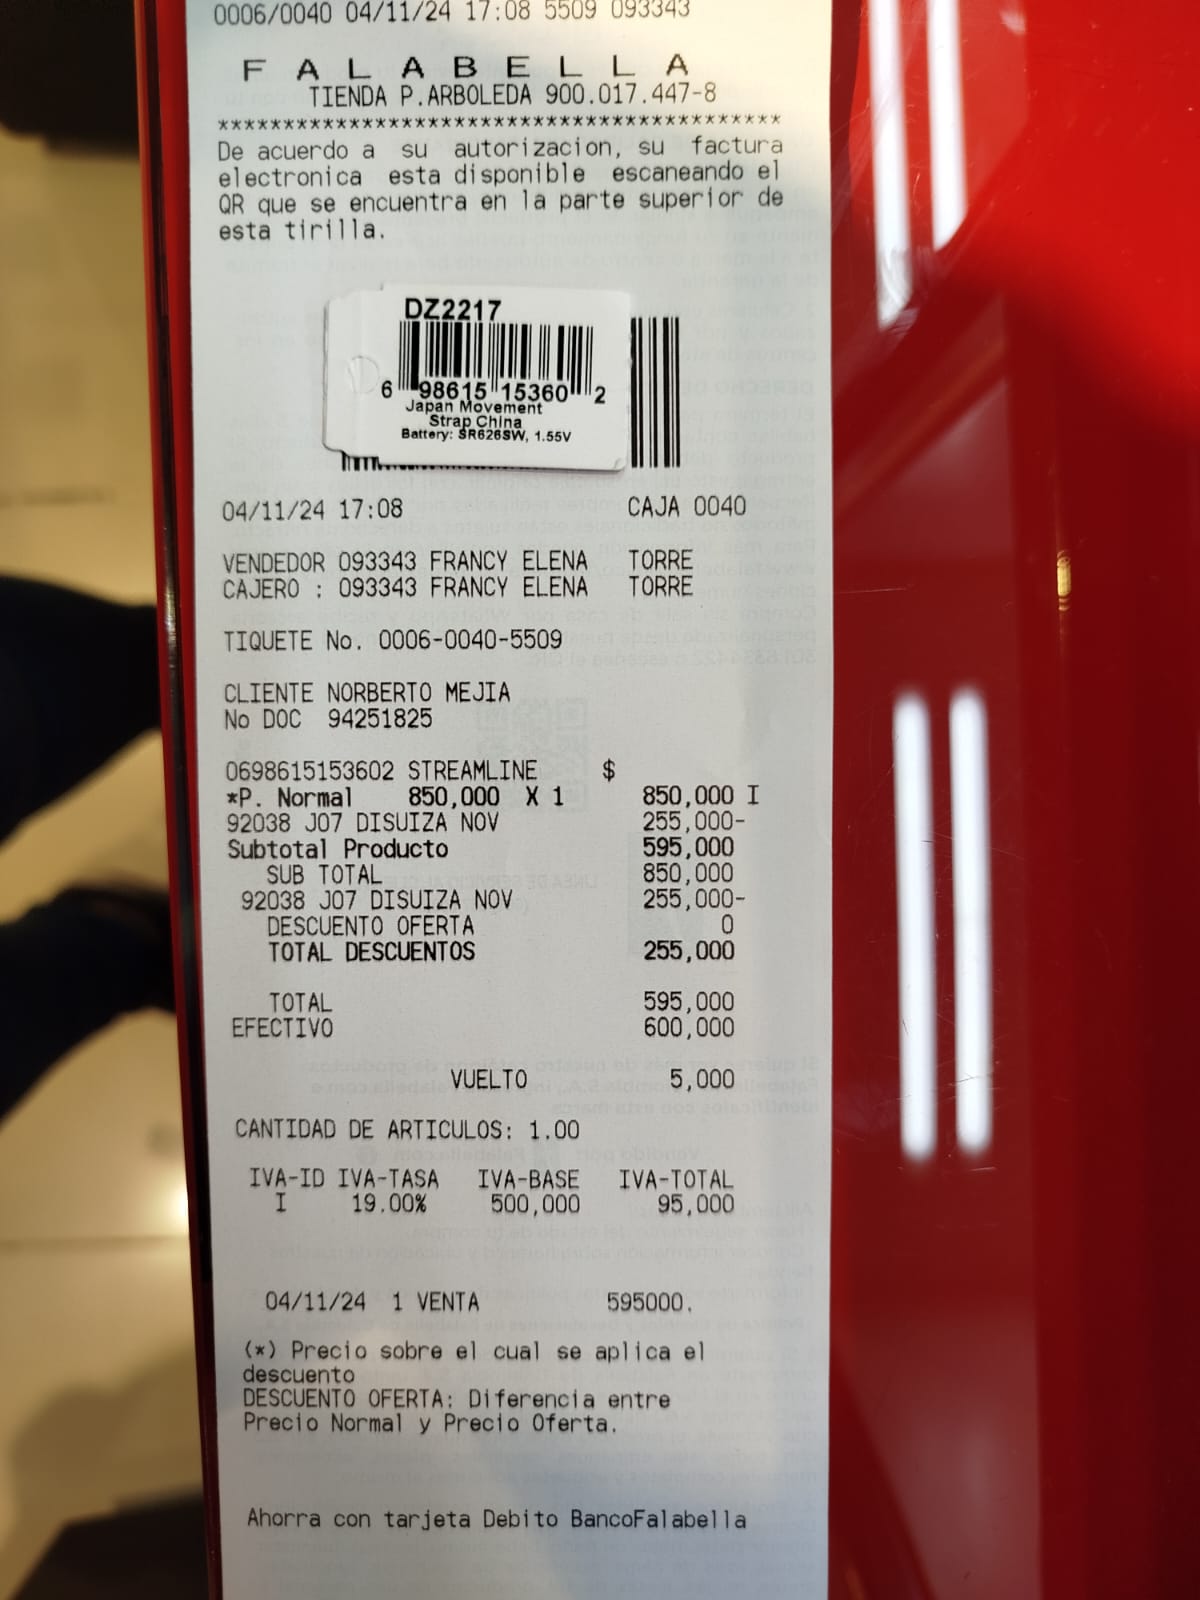 0006/0040 04/11/24 17:08 5509 093343
F A L A B E L L A
TIENDA P.ARBOLEDA 900.017.447-8
*******************************************
De acuerdo a su autorizacion, su factura
electronica esta disponible escaneando el
QR que se encuentra en la parte superior de
esta tirilla.
DZ2217
6 98615 15360 2
Japan Movement
Strap China
Battery: SR626SW, 1.55V
04/11/24 17:08 CAJA 0040
VENDEDOR 093343 FRANCY ELENA TORRE
CAJERO : 093343 FRANCY ELENA TORRE
TIQUETE No. 0006-0040-5509
CLIENTE NORBERTO MEJIA
No DOC 94251825
0698615153602 STREAMLINE $
*P. Normal 850,000 X 1 850,000 I
92038 J07 DISUIZA NOV 255,000-
Subtotal Producto 595,000
SUB TOTAL 850,000
92038 J07 DISUIZA NOV 255,000-
DESCUENTO OFERTA 0
TOTAL DESCUENTOS 255,000
TOTAL 595,000
EFECTIVO 600,000
VUELTO 5,000
CANTIDAD DE ARTICULOS: 1.00
IVA-ID IVA-TASA IVA-BASE IVA-TOTAL
I 19.00% 500,000 95,000
04/11/24 1 VENTA 595000.
(*) Precio sobre el cual se aplica el
descuento
DESCUENTO OFERTA: Diferencia entre
Precio Normal y Precio Oferta.
Ahorra con tarjeta Debito BancoFalabella